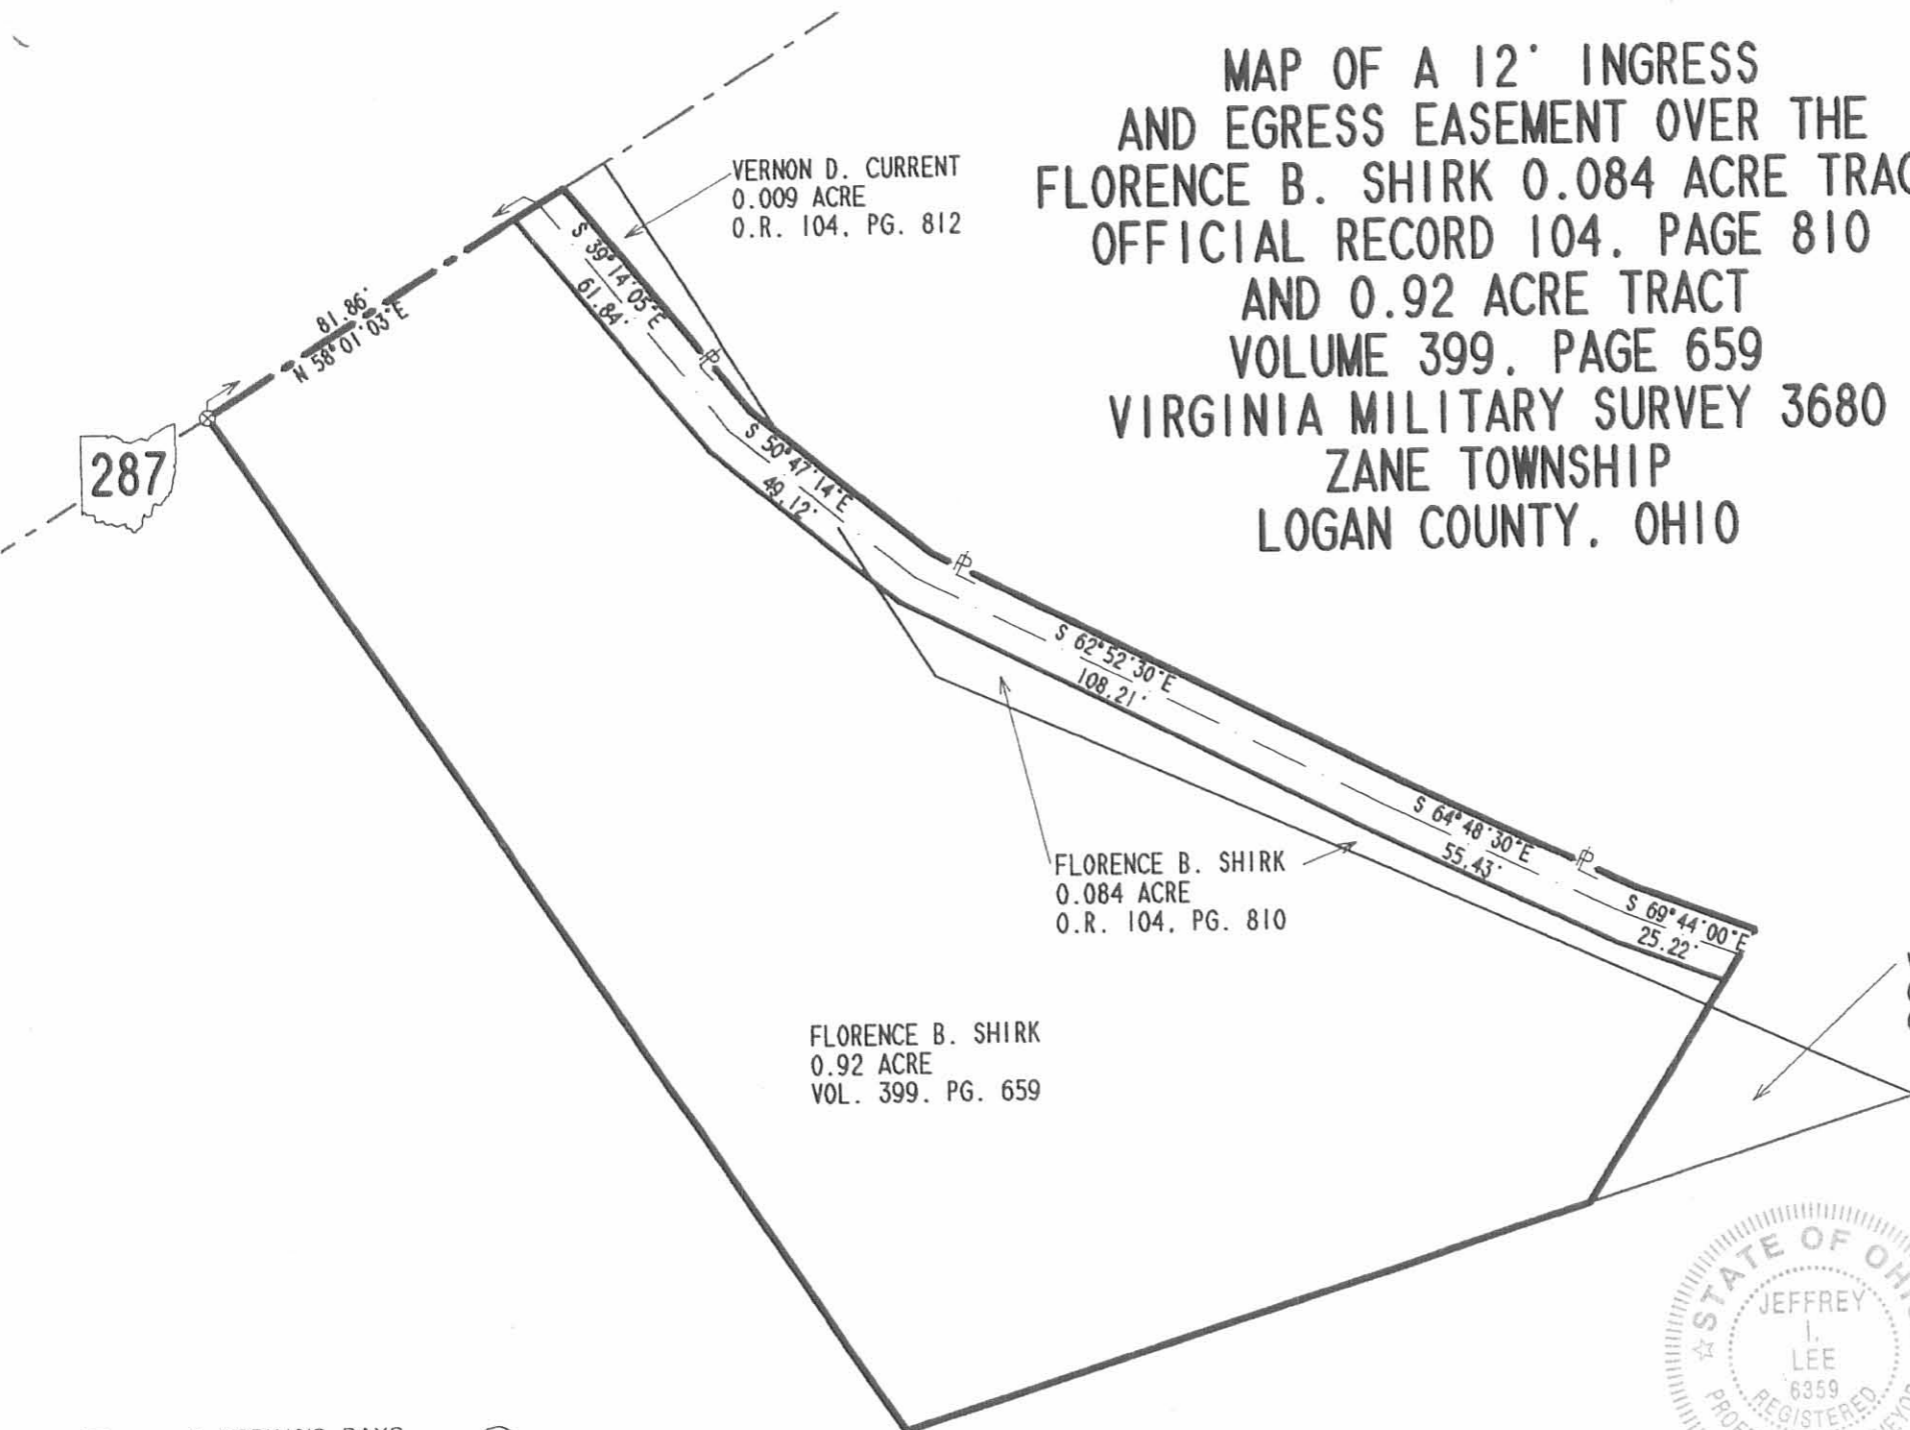 MAP OF A 12' INGRESS
AND EGRESS EASEMENT OVER THE
FLORENCE B. SHIRK 0.084 ACRE
OFFICIAL RECORD 104. PAGE 810
AND 0.92 ACRE TRACT
VOLUME 399. PAGE 659
VIRGINIA MILITARY SURVEY 3680
ZANE TOWNSHIP
LOGAN COUNTY. OHIO
VERNON D. CURRENT
0.009 ACRE
O.R. 104. PG. 812
81.86'
N 58°01'03"E
287
S 39°14'05"E
61.84'
S 50°47'14"E
49.12'
S 62°52'30"E
108.21'
S 64°48'30"E
55.43'
S 69°44'00"E
25.22'
FLORENCE B. SHIRK
0.084 ACRE
O.R. 104. PG. 810
FLORENCE B. SHIRK
0.92 ACRE
VOL. 399. PG. 659
STATE OF
JEFFREY
I.
LEE
6359
REGISTERED